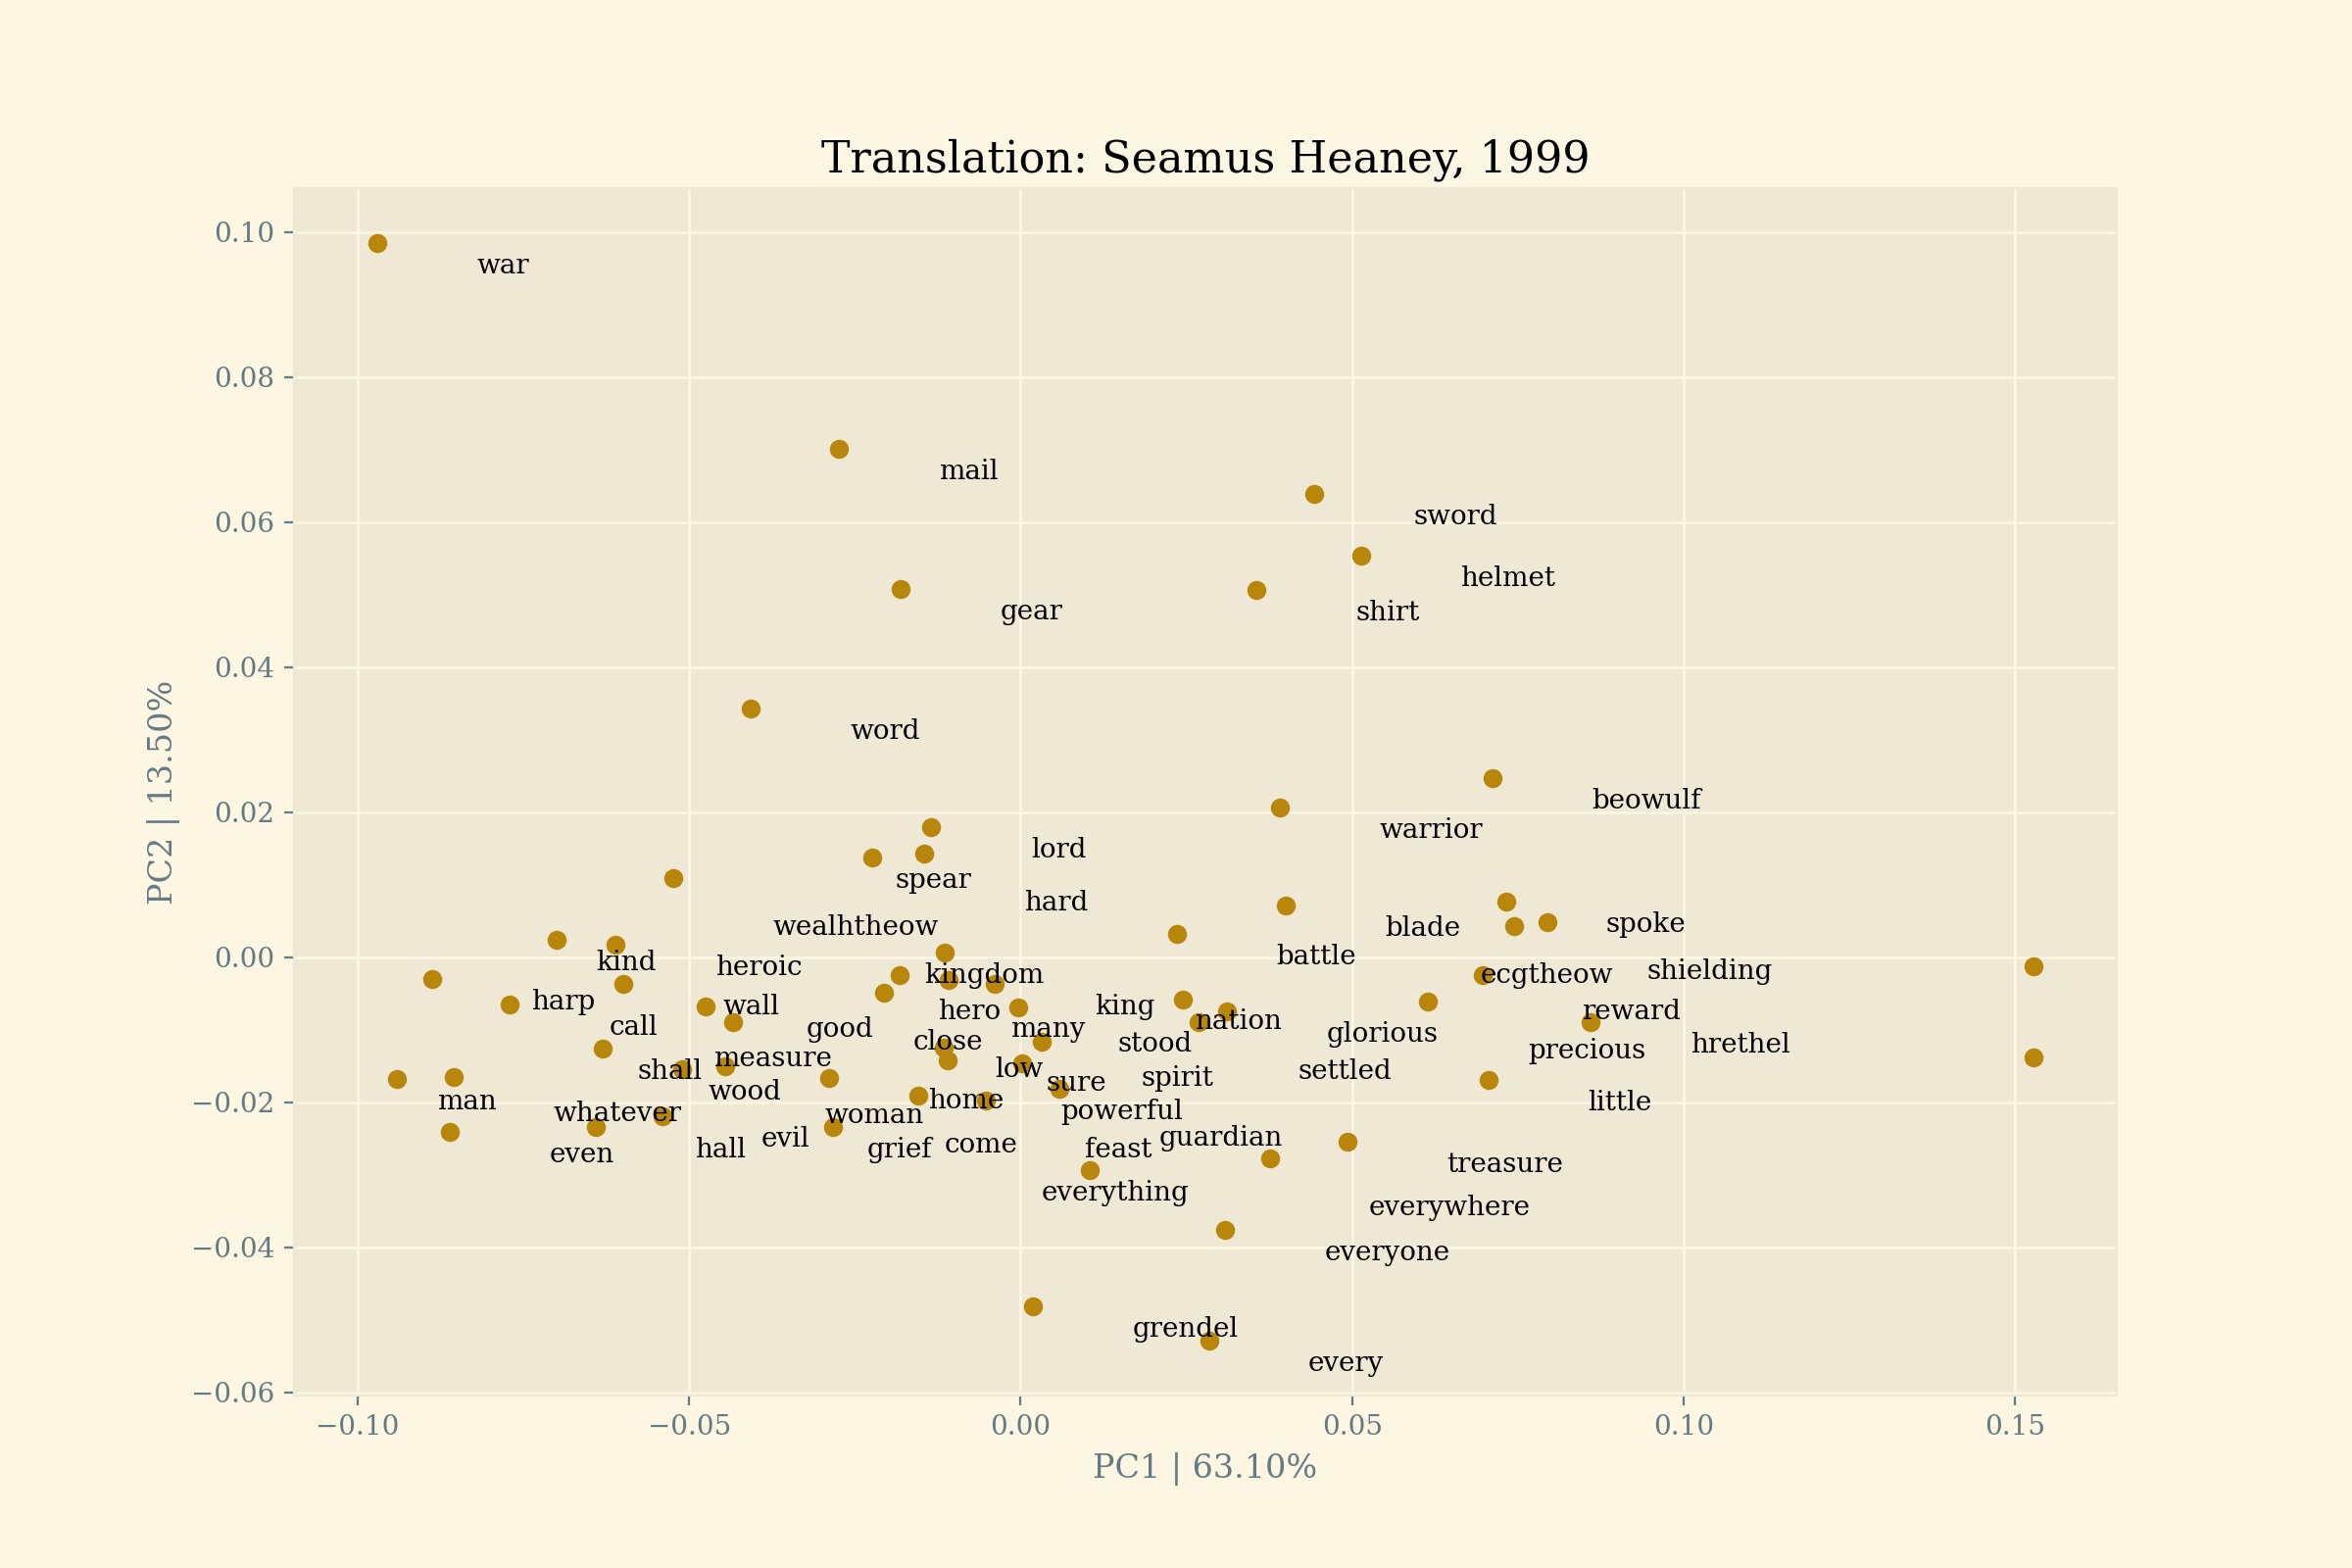 Translation: Seamus Heaney, 1999
0.10
war
0.08
mail
0.06
sword
helmet
gear
shirt
0.04
word
beowulf
0.02
warrior
lord
spear
hard
wealhtheow
blade
spoke
0.00
battle
kind
heroic
kingdom
ecgtheow
shielding
harp
wall
hero
king
reward
call
good
close
many
stood
nation
glorious
precious
hrethel
shall
measure
low
sure
spirit
settled
−0.02
man
wood
home
little
whatever
woman
powerful
even
hall
evil
grief
come
feast
guardian
treasure
everything
everywhere
−0.04
everyone
grendel
every
−0.06
−0.10
−0.05
0.00
0.05
0.10
0.15
PC1 | 63.10%
PC2 | 13.50%